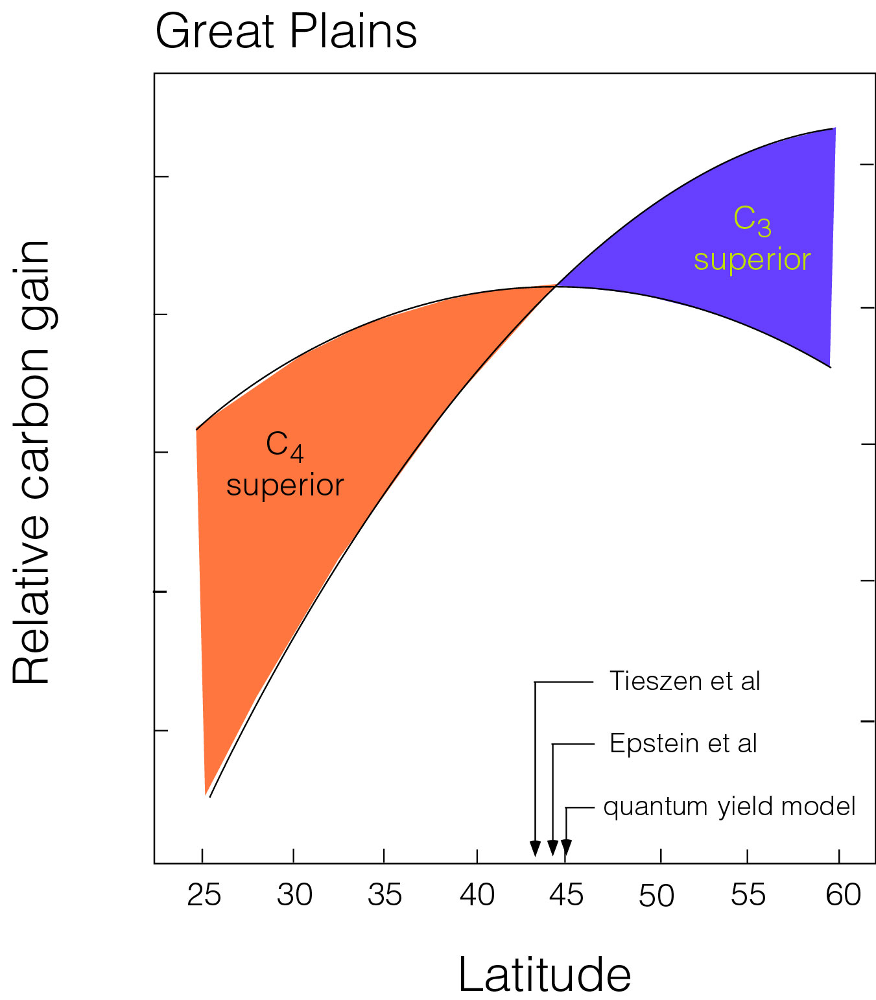 Great Plains
Relative carbon gain
C3
superior
C4
superior
Tieszen et al
Epstein et al
quantum yield model
25 30 35 40 45 50 55 60
Latitude